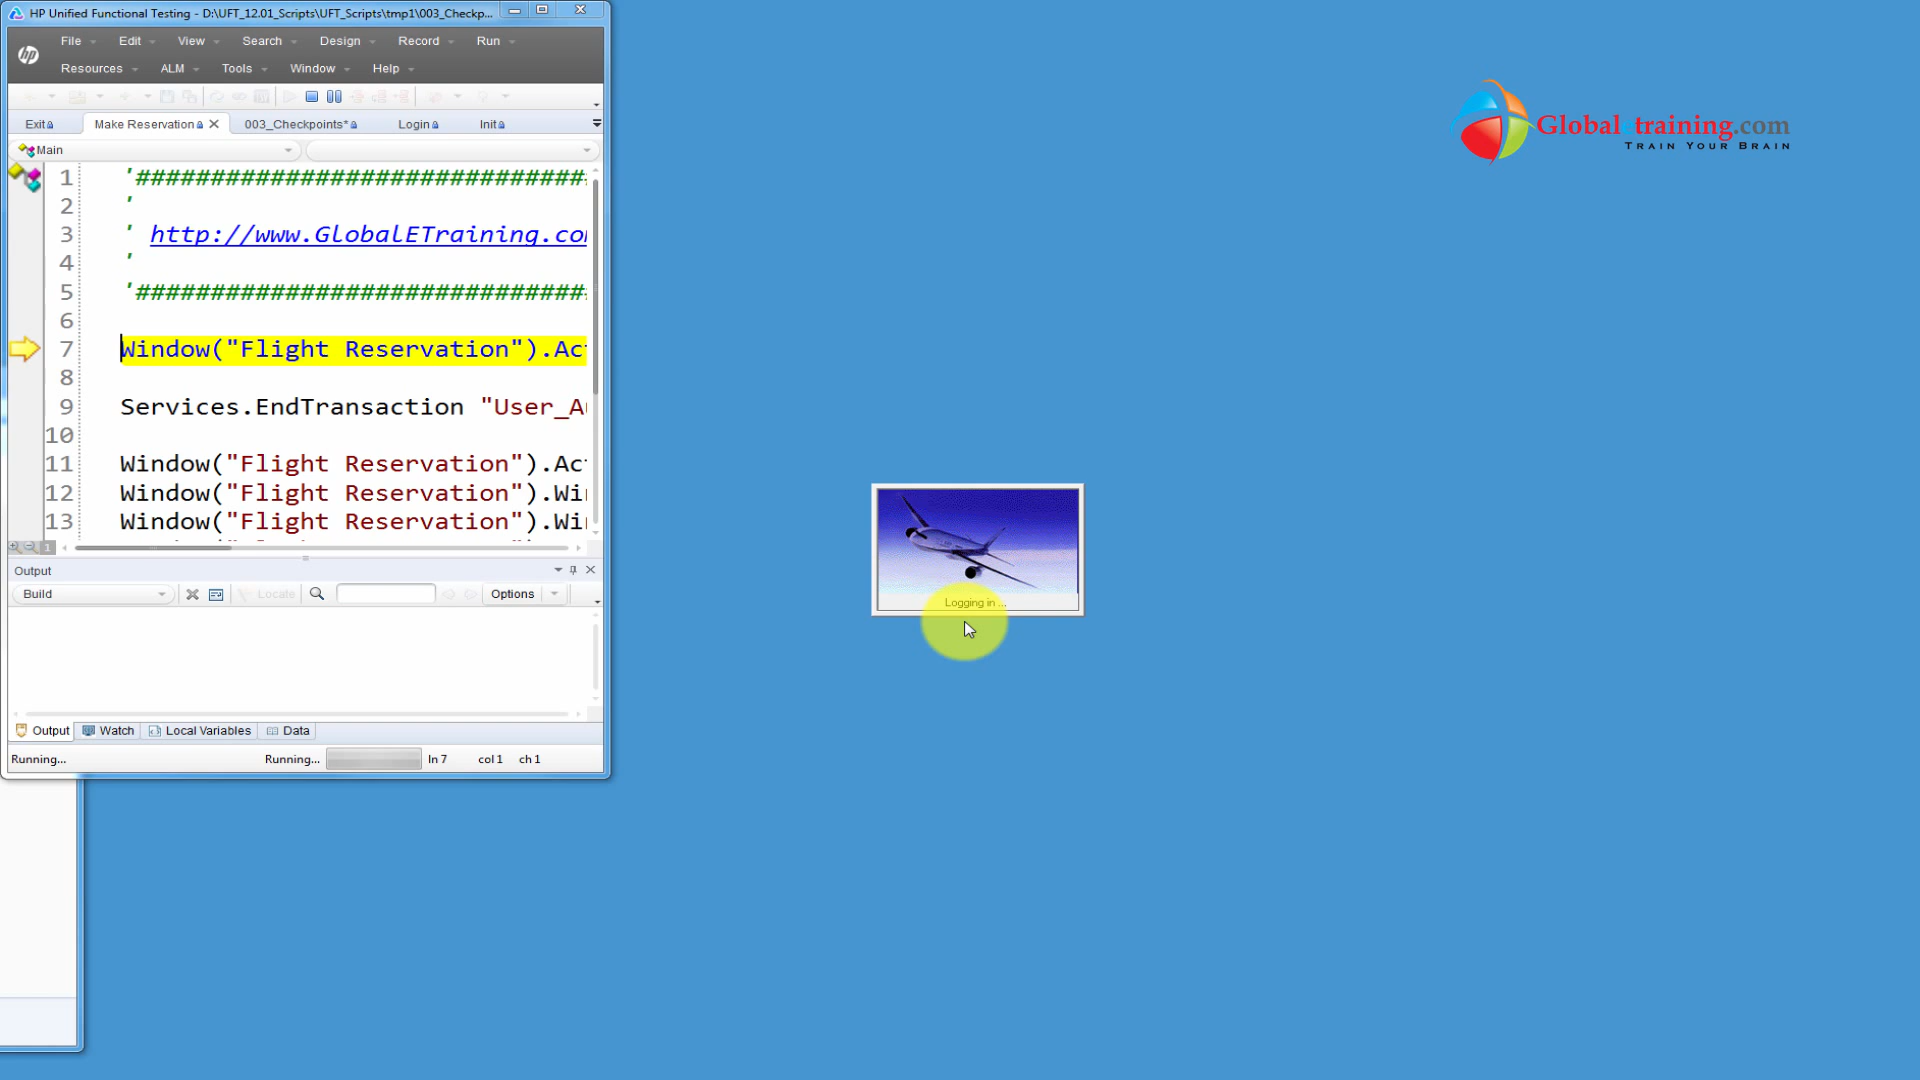 HP Unified Functional Testing - D:\UFT_12.01_Scripts\UFT_Scripts\tmp1\003_Checkp...
File Edit View Search Design Record Run
Resources ALM Tools Window Help
Exit Make Reservation 003_Checkpoints* Login Init
Main
1 '##############################
2 '
3 ' http://www.GlobalETraining.co
4 '
5 '##############################
6
7 Window("Flight Reservation").Ac
8
9 Services.EndTransaction "User_A
10
11 Window("Flight Reservation").Ac
12 Window("Flight Reservation").Wi
13 Window("Flight Reservation").Wi
1
Output
Build Locate Options
Output Watch Local Variables Data
Running... Running... ln 7 col 1 ch 1
Logging in ...
Globaletraining.com
Train Your Brain
hp